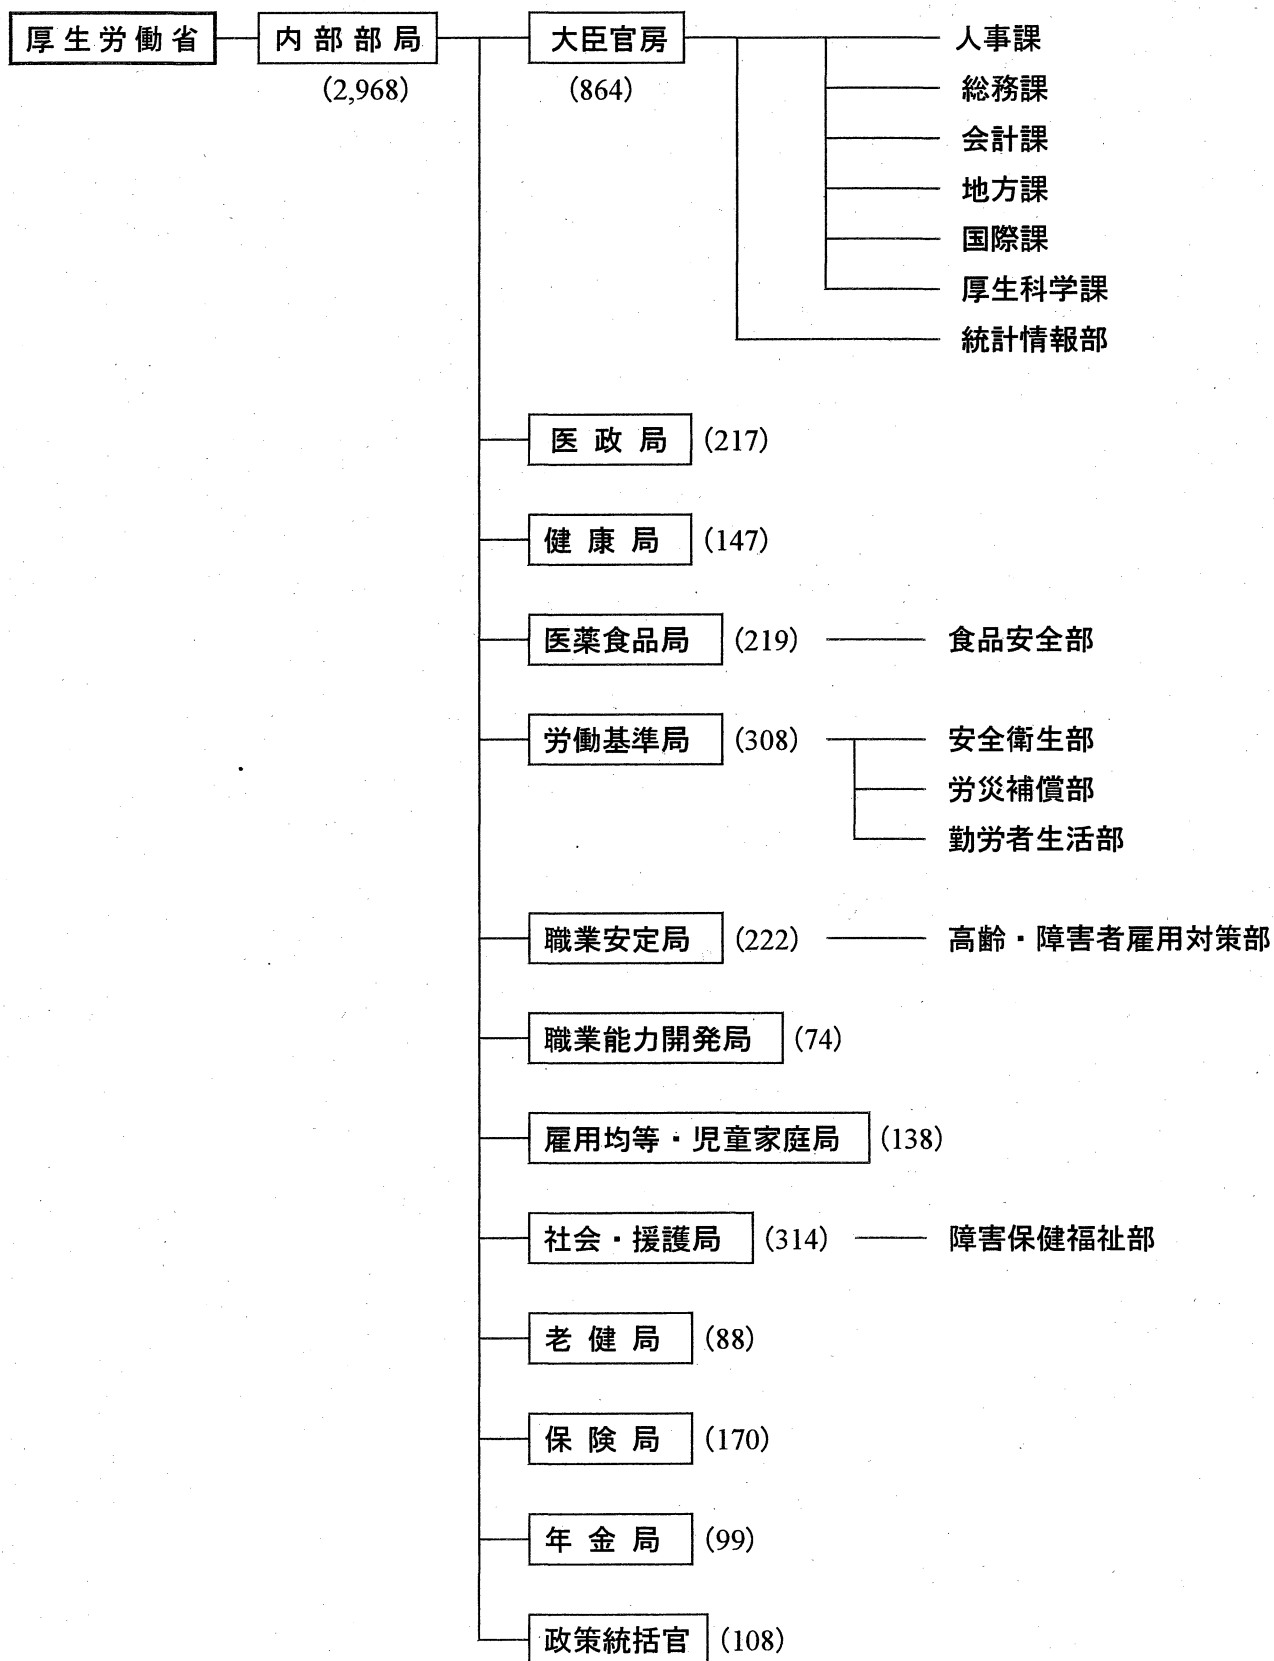 厚生労働省 内部部局 大臣官房 人事課
(2,968) (864) 総務課
会計課
地方課
国際課
厚生科学課
統計情報部
医政局 (217)
健康局 (147)
医薬食品局 (219) 食品安全部
労働基準局 (308) 安全衛生部
労災補償部
勤労者生活部
職業安定局 (222) 高齢・障害者雇用対策部
職業能力開発局 (74)
雇用均等・児童家庭局 (138)
社会・援護局 (314) 障害保健福祉部
老健局 (88)
保険局 (170)
年金局 (99)
政策統括官 (108)